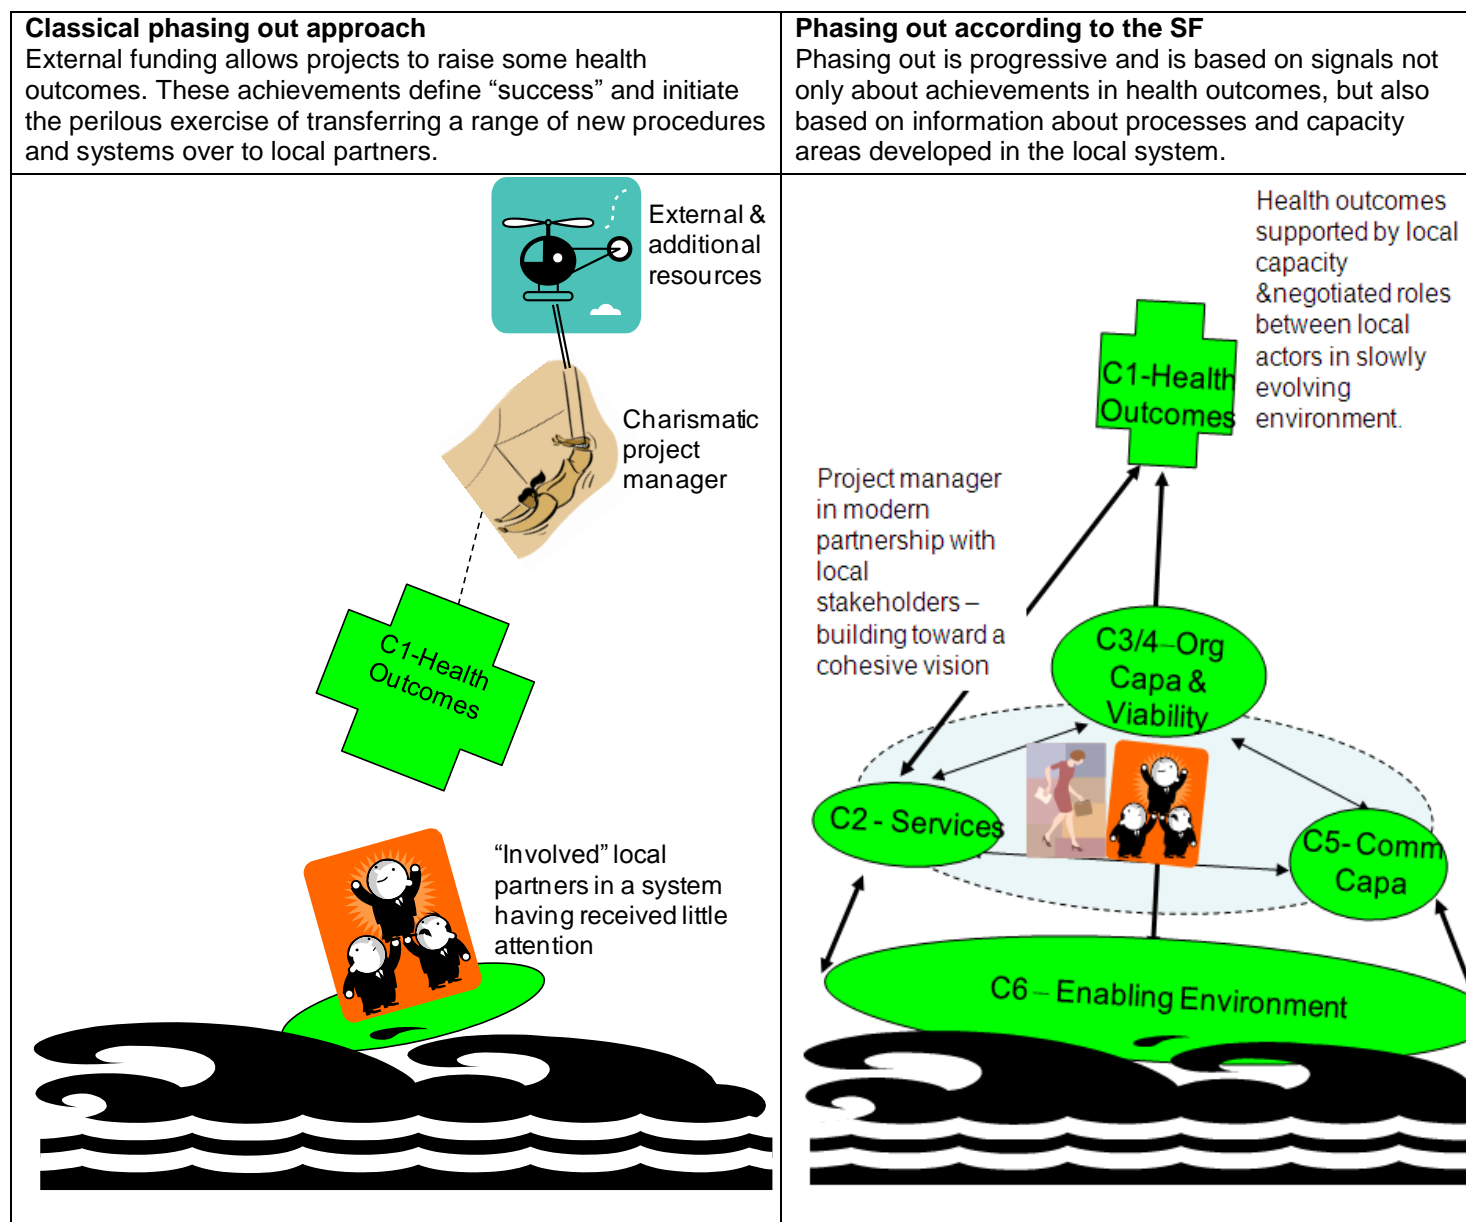 Classical phasing out approach
External funding allows projects to raise some health
outcomes. These achievements define “success” and initiate
the perilous exercise of transferring a range of new procedures
and systems over to local partners.
Phasing out according to the SF
Phasing out is progressive and is based on signals not
only about achievements in health outcomes, but also
based on information about processes and capacity
areas developed in the local system.
External &
additional
resources
Charismatic
project
manager
C1-Health
Outcomes
“Involved” local
partners in a system
having received little
attention
Health outcomes
supported by local
capacity
&negotiated roles
between local
actors in slowly
evolving
environment.
C1-Health
Outcomes
Project manager
in modern
partnership with
local
stakeholders –
building toward a
cohesive vision
C3/4–Org
Capa &
Viability
C2 - Services
C5- Comm
Capa
C6 – Enabling Environment